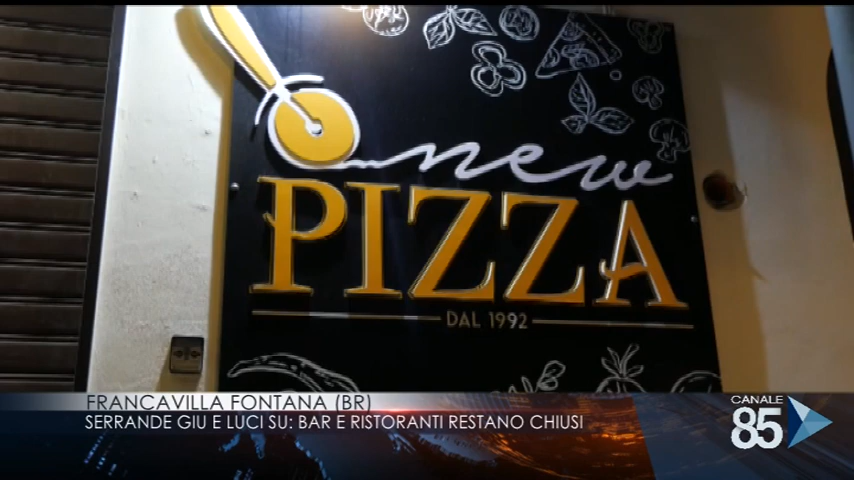 new
PIZZA
DAL 1992
FRANCAVILLA FONTANA (BR)
SERRANDE GIU E LUCI SU: BAR E RISTORANTI RESTANO CHIUSI
CANALE
85